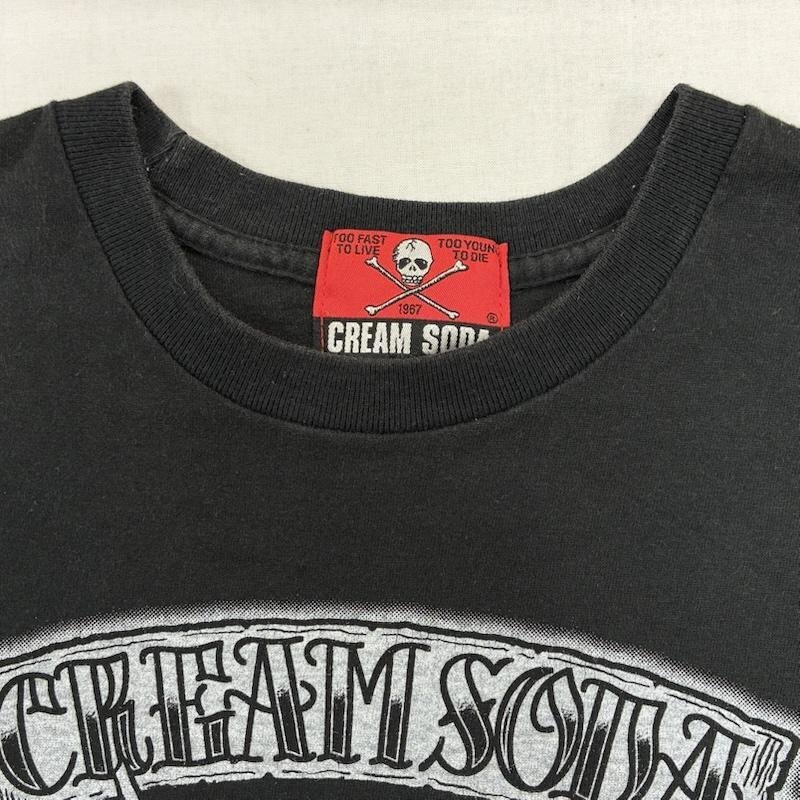 TOO FAST TO LIVE
TOO YOUNG TO DIE
1967
®
CREAM SODA
CREAM SODA